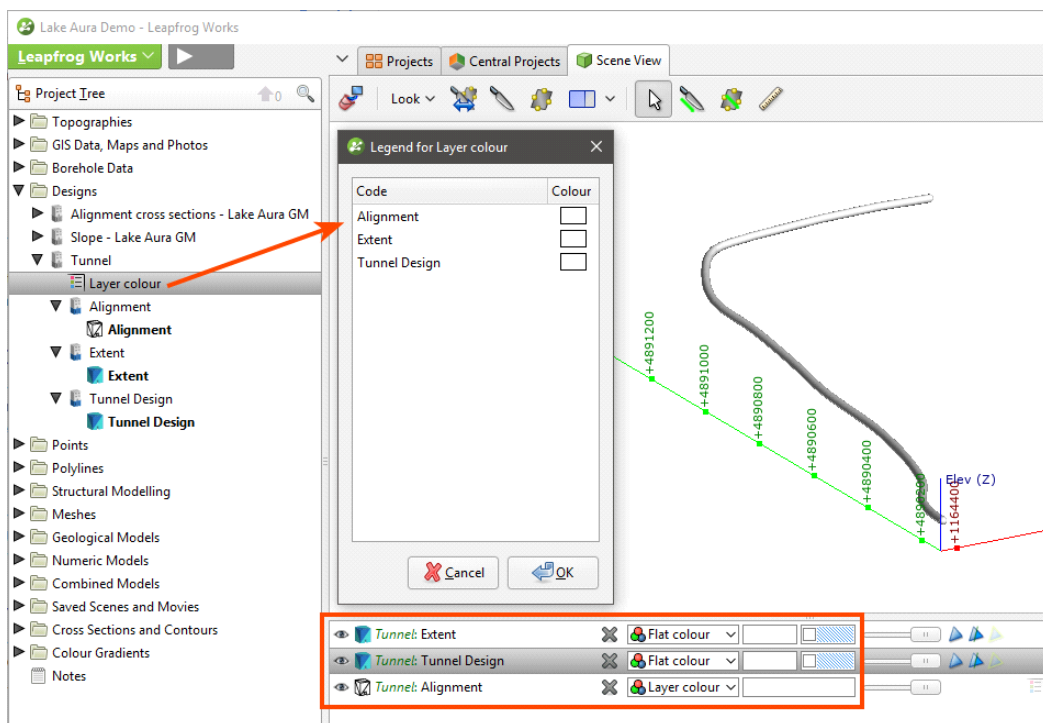 Lake Aura Demo - Leapfrog Works
Leapfrog Works
Projects
Central Projects
Scene View
Project Tree
0
Look
Topographies
GIS Data, Maps and Photos
Borehole Data
Designs
Alignment cross sections - Lake Aura GM
Slope - Lake Aura GM
Tunnel
Layer colour
Alignment
Alignment
Extent
Extent
Tunnel Design
Tunnel Design
Points
Polylines
Structural Modelling
Meshes
Geological Models
Numeric Models
Combined Models
Saved Scenes and Movies
Cross Sections and Contours
Colour Gradients
Notes
Legend for Layer colour
Code Colour
Alignment
Extent
Tunnel Design
Cancel OK
+4891200
+4891000
+4890800
+4890600
+4890400
+4890200
Elev (Z)
+1164400
Tunnel: Extent Flat colour
Tunnel: Tunnel Design Flat colour
Tunnel: Alignment Layer colour